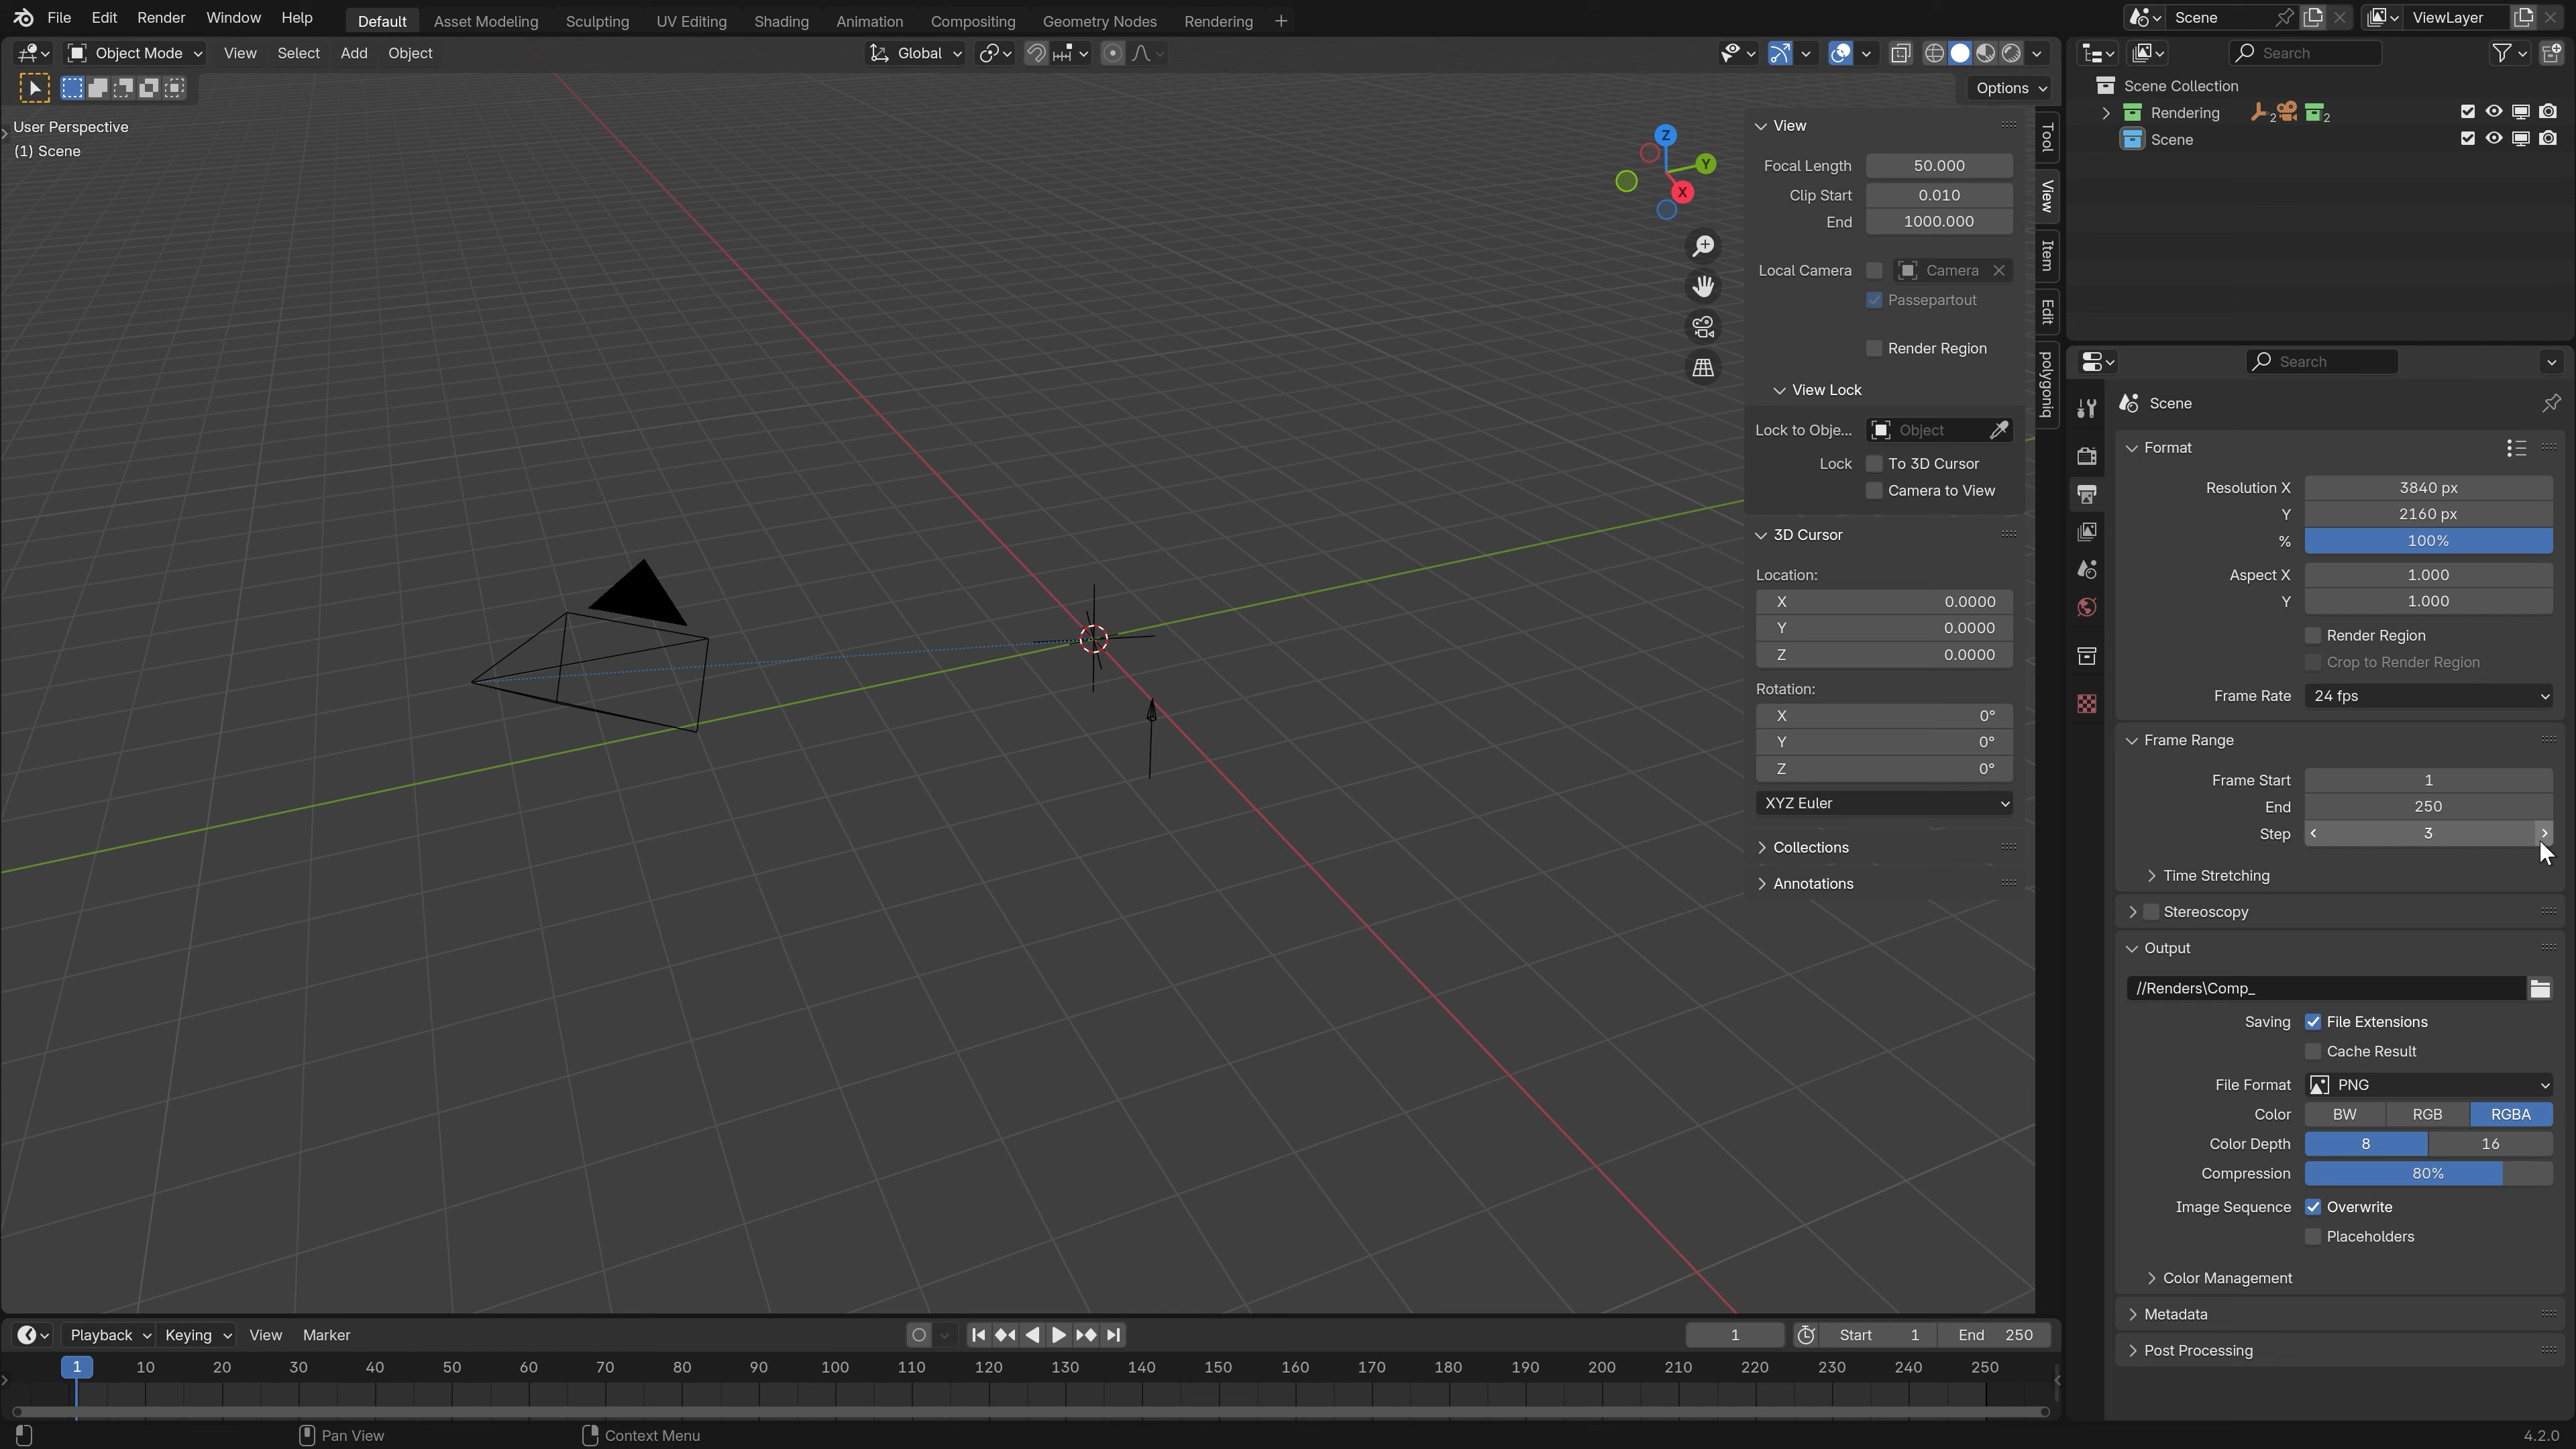 File Edit Render Window Help Default Asset Modeling Sculpting UV Editing Shading Animation Compositing Geometry Nodes Rendering + Scene ViewLayer
Object Mode View Select Add Object Global Search
Options
User Perspective
(1) Scene
Z
Y
X
View
Focal Length 50.000
Clip Start 0.010
End 1000.000
Local Camera Camera
Passepartout
Render Region
View Lock
Lock to Obje... Object
Lock To 3D Cursor
Camera to View
3D Cursor
Location:
X 0.0000
Y 0.0000
Z 0.0000
Rotation:
X 0°
Y 0°
Z 0°
XYZ Euler
Collections
Annotations
Tool
View
Item
Edit
polygoniq
Scene Collection
Rendering 2 2
Scene
Search
Scene
Format
Resolution X 3840 px
Y 2160 px
% 100%
Aspect X 1.000
Y 1.000
Render Region
Crop to Render Region
Frame Rate 24 fps
Frame Range
Frame Start 1
End 250
Step 3
Time Stretching
Stereoscopy
Output
//Renders\Comp_
Saving File Extensions
Cache Result
File Format PNG
Color BW RGB RGBA
Color Depth 8 16
Compression 80%
Image Sequence Overwrite
Placeholders
Color Management
Metadata
Post Processing
Playback Keying View Marker 1 Start 1 End 250
1 10 20 30 40 50 60 70 80 90 100 110 120 130 140 150 160 170 180 190 200 210 220 230 240 250
Pan View Context Menu 4.2.0